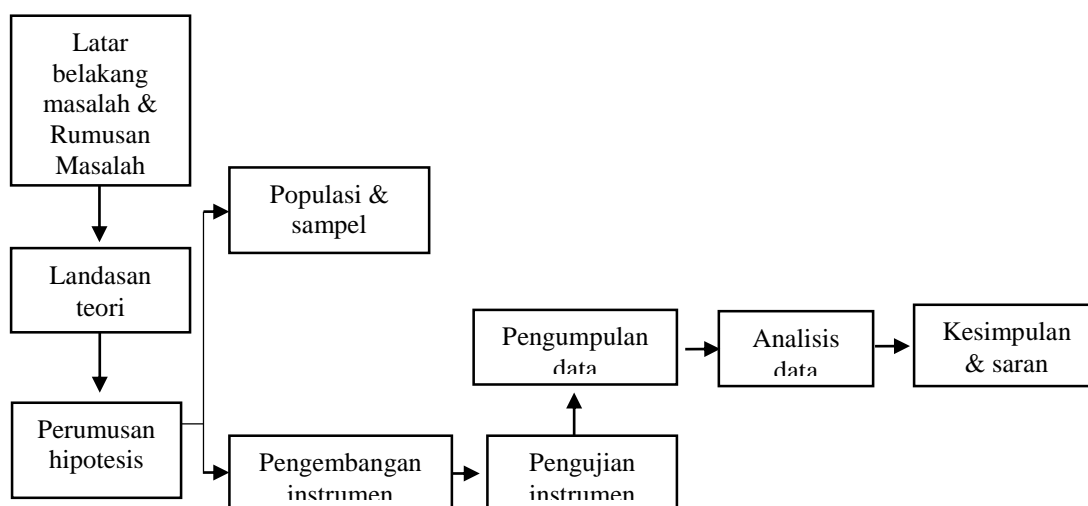 Latar
belakang
masalah &
Rumusan
Masalah
Landasan
teori
Perumusan
hipotesis
Populasi &
sampel
Pengembangan
instrumen
Pengujian
instrumen
Pengumpulan
data
Analisis
data
Kesimpulan
& saran